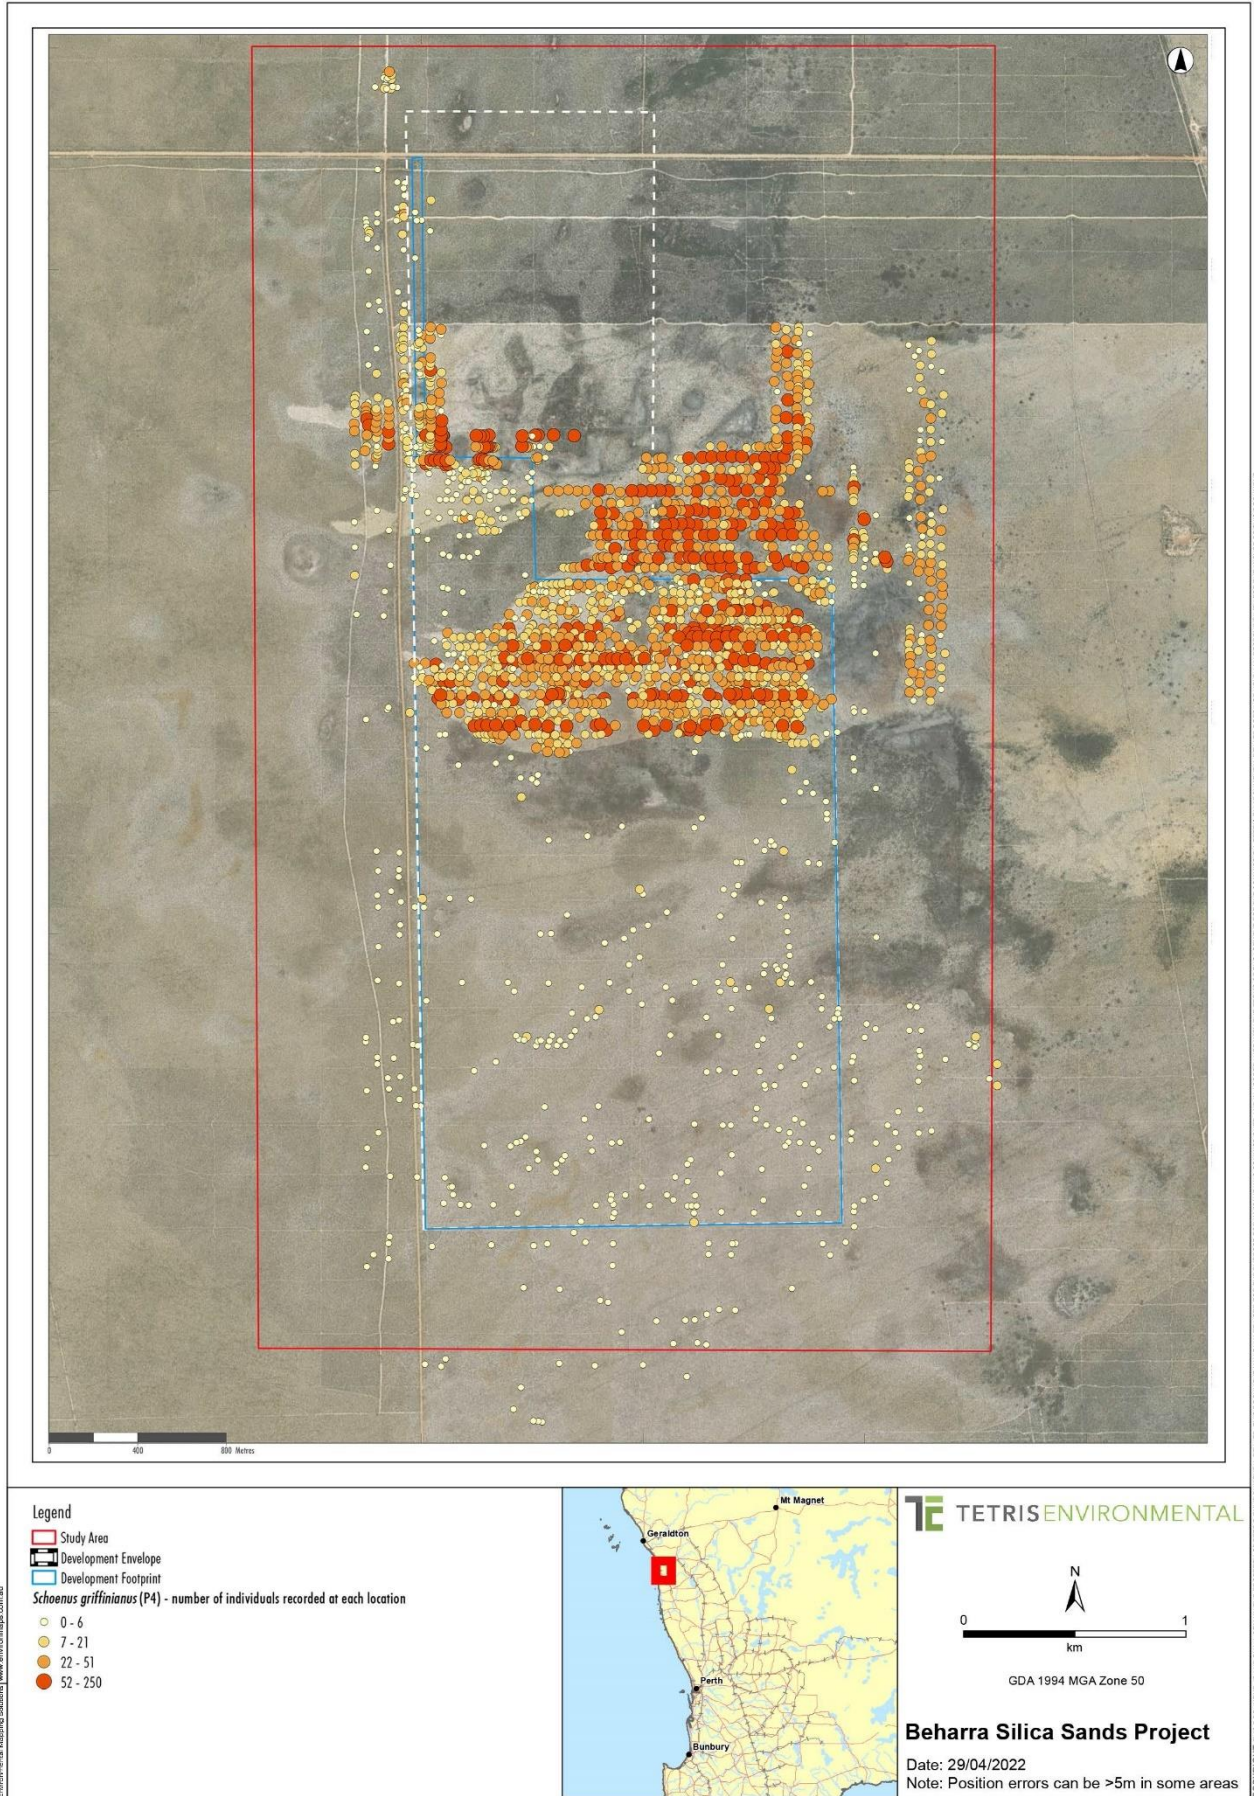 0 400 800 Metres
Legend
Study Area
Development Envelope
Development Footprint
Schoenus griffinianus (P4) - number of individuals recorded at each location
0 - 6
7 - 21
22 - 51
52 - 250
Mt Magnet
Geraldton
Perth
Bunbury
TE TETRIS ENVIRONMENTAL
N
0 1
km
GDA 1994 MGA Zone 50
Beharra Silica Sands Project
Date: 29/04/2022
Note: Position errors can be >5m in some areas